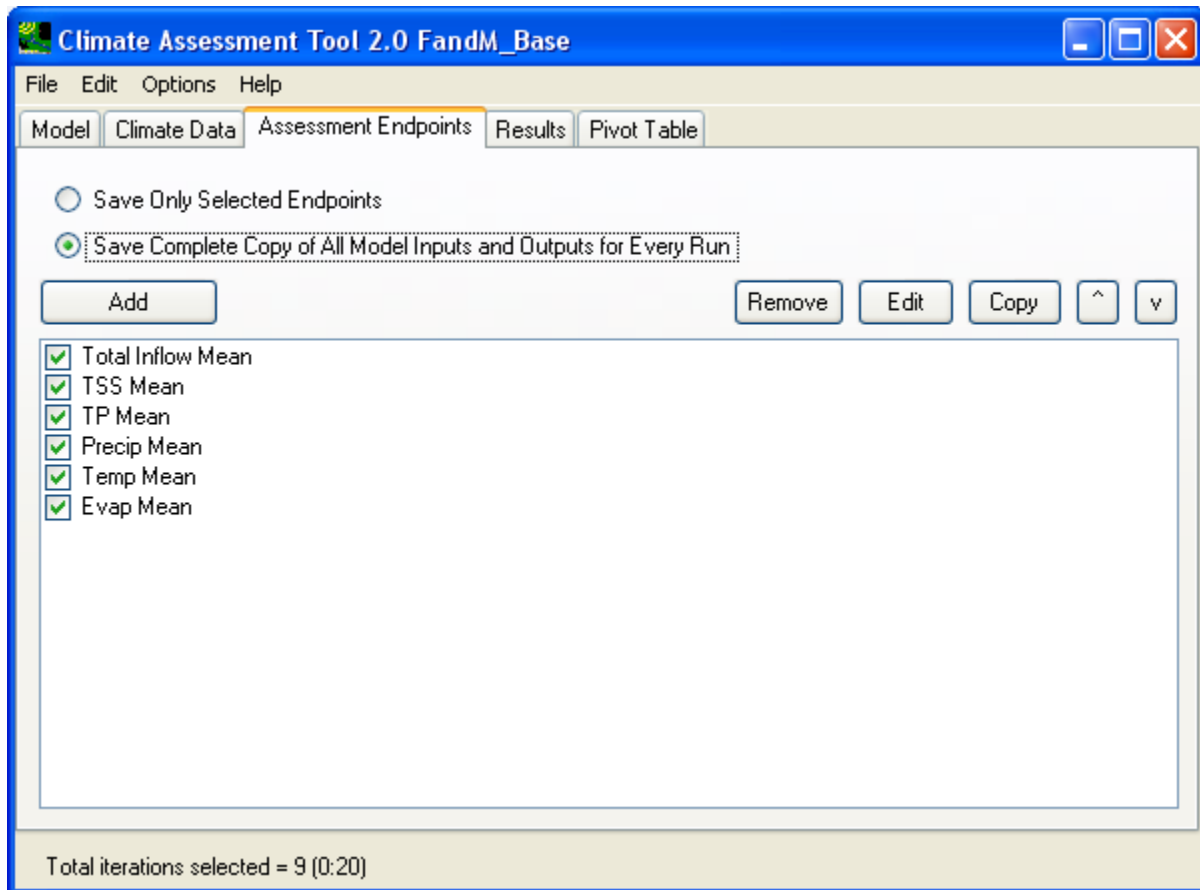 Climate Assessment Tool 2.0 FandM_Base
File Edit Options Help
Model Climate Data Assessment Endpoints Results Pivot Table
Save Only Selected Endpoints
Save Complete Copy of All Model Inputs and Outputs for Every Run
Add Remove Edit Copy ^ v
Total Inflow Mean
TSS Mean
TP Mean
Precip Mean
Temp Mean
Evap Mean
Total iterations selected = 9 (0:20)